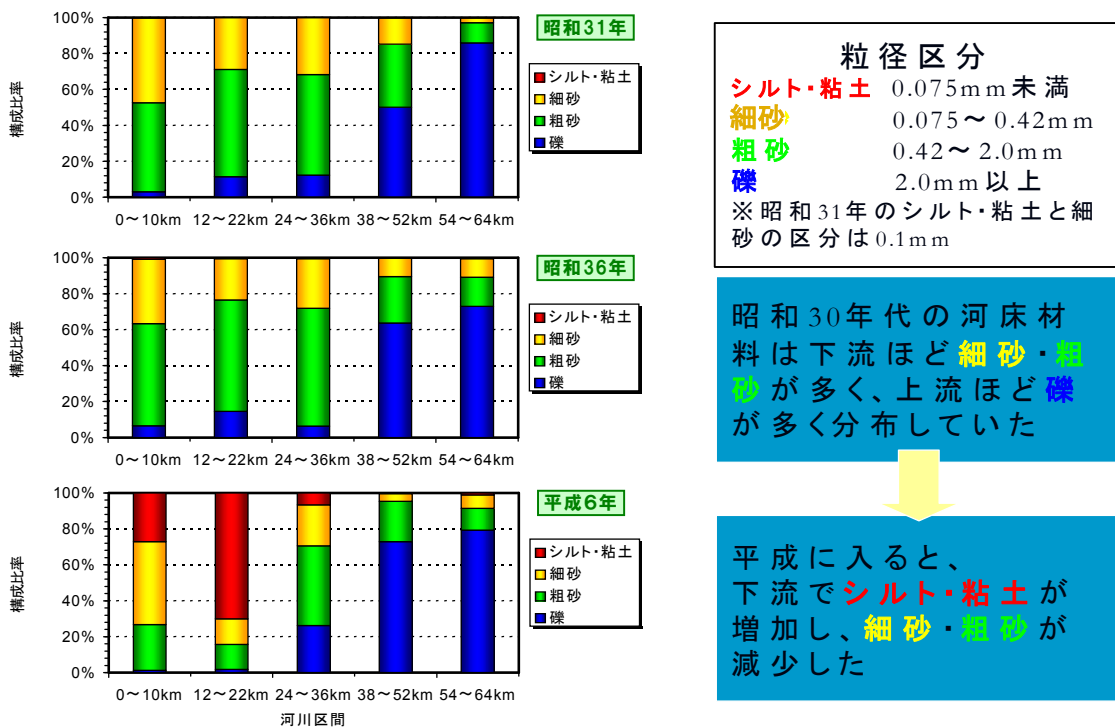 100%
80%
60%
40%
20%
0%
構成比率
0～10km 12～22km 24～36km 38～52km 54～64km
昭和31年
シルト・粘土
細砂
粗砂
礫
100%
80%
60%
40%
20%
0%
構成比率
0～10km 12～22km 24～36km 38～52km 54～64km
昭和36年
シルト・粘土
細砂
粗砂
礫
100%
80%
60%
40%
20%
0%
構成比率
0～10km 12～22km 24～36km 38～52km 54～64km
河川区間
平成6年
シルト・粘土
細砂
粗砂
礫
粒径区分
シルト・粘土 0.075mm未満
細砂 0.075～0.42mm
粗砂 0.42～2.0mm
礫 2.0mm以上
※昭和31年のシルト・粘土と細
砂の区分は0.1mm
昭和30年代の河床材
料は下流ほど細砂・粗
砂が多く、上流ほど礫
が多く分布していた
平成に入ると、
下流でシルト・粘土が
増加し、細砂・粗砂が
減少した